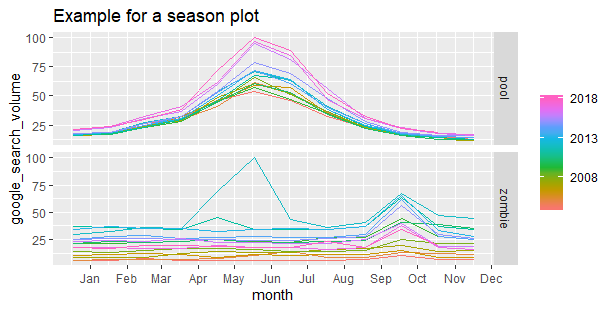 Example for a season plot
google_search_volume
100
75
50
25
pool
100
75
50
25
zombie
Jan Feb Mar Apr May Jun Jul Aug Sep Oct Nov Dec
month
2018
2008